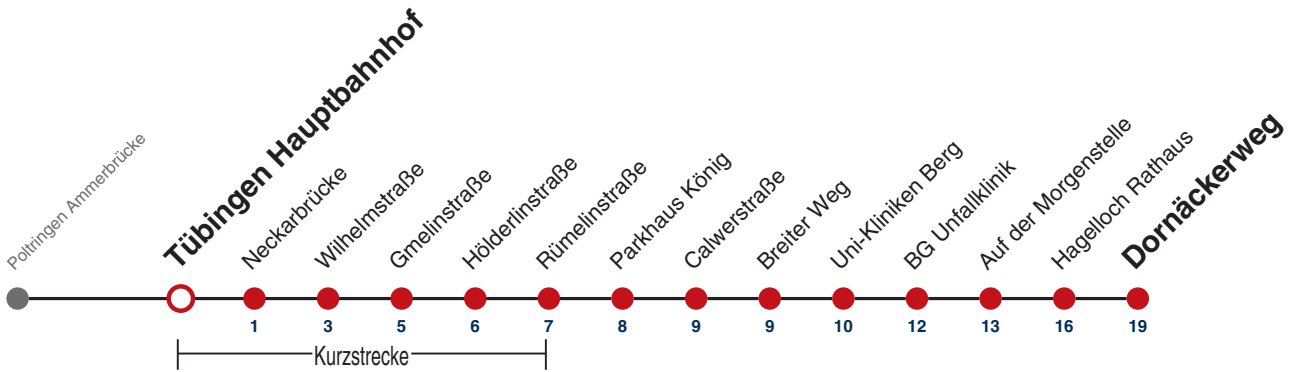 Poltringen Ammerbrücke
Tübingen Hauptbahnhof
Neckarbrücke
Wilhelmstraße
Gmelinstraße
Hölderlinstraße
Rümelinstraße
Parkhaus König
Calwerstraße
Breiter Weg
Uni-Kliniken Berg
BG Unfallklinik
Auf der Morgenstelle
Hagelloch Rathaus
Dornäckerweg
1 3 5 6 7 8 9 9 10 12 13 16 19
Kurzstrecke